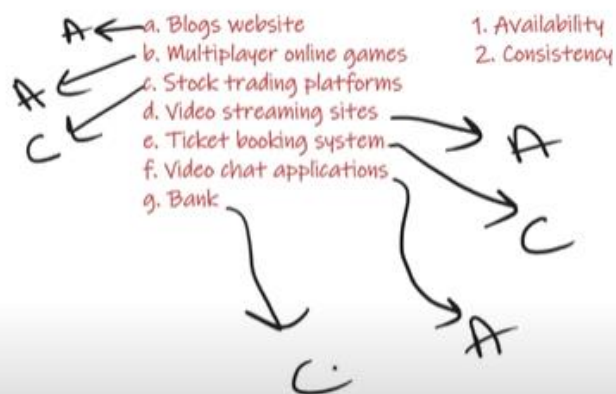 A a. Blogs website 1. Availability
b. Multiplayer online games 2. Consistency
A c. Stock trading platforms
C d. Video streaming sites A
e. Ticket booking system
f. Video chat applications C
g. Bank
A
C